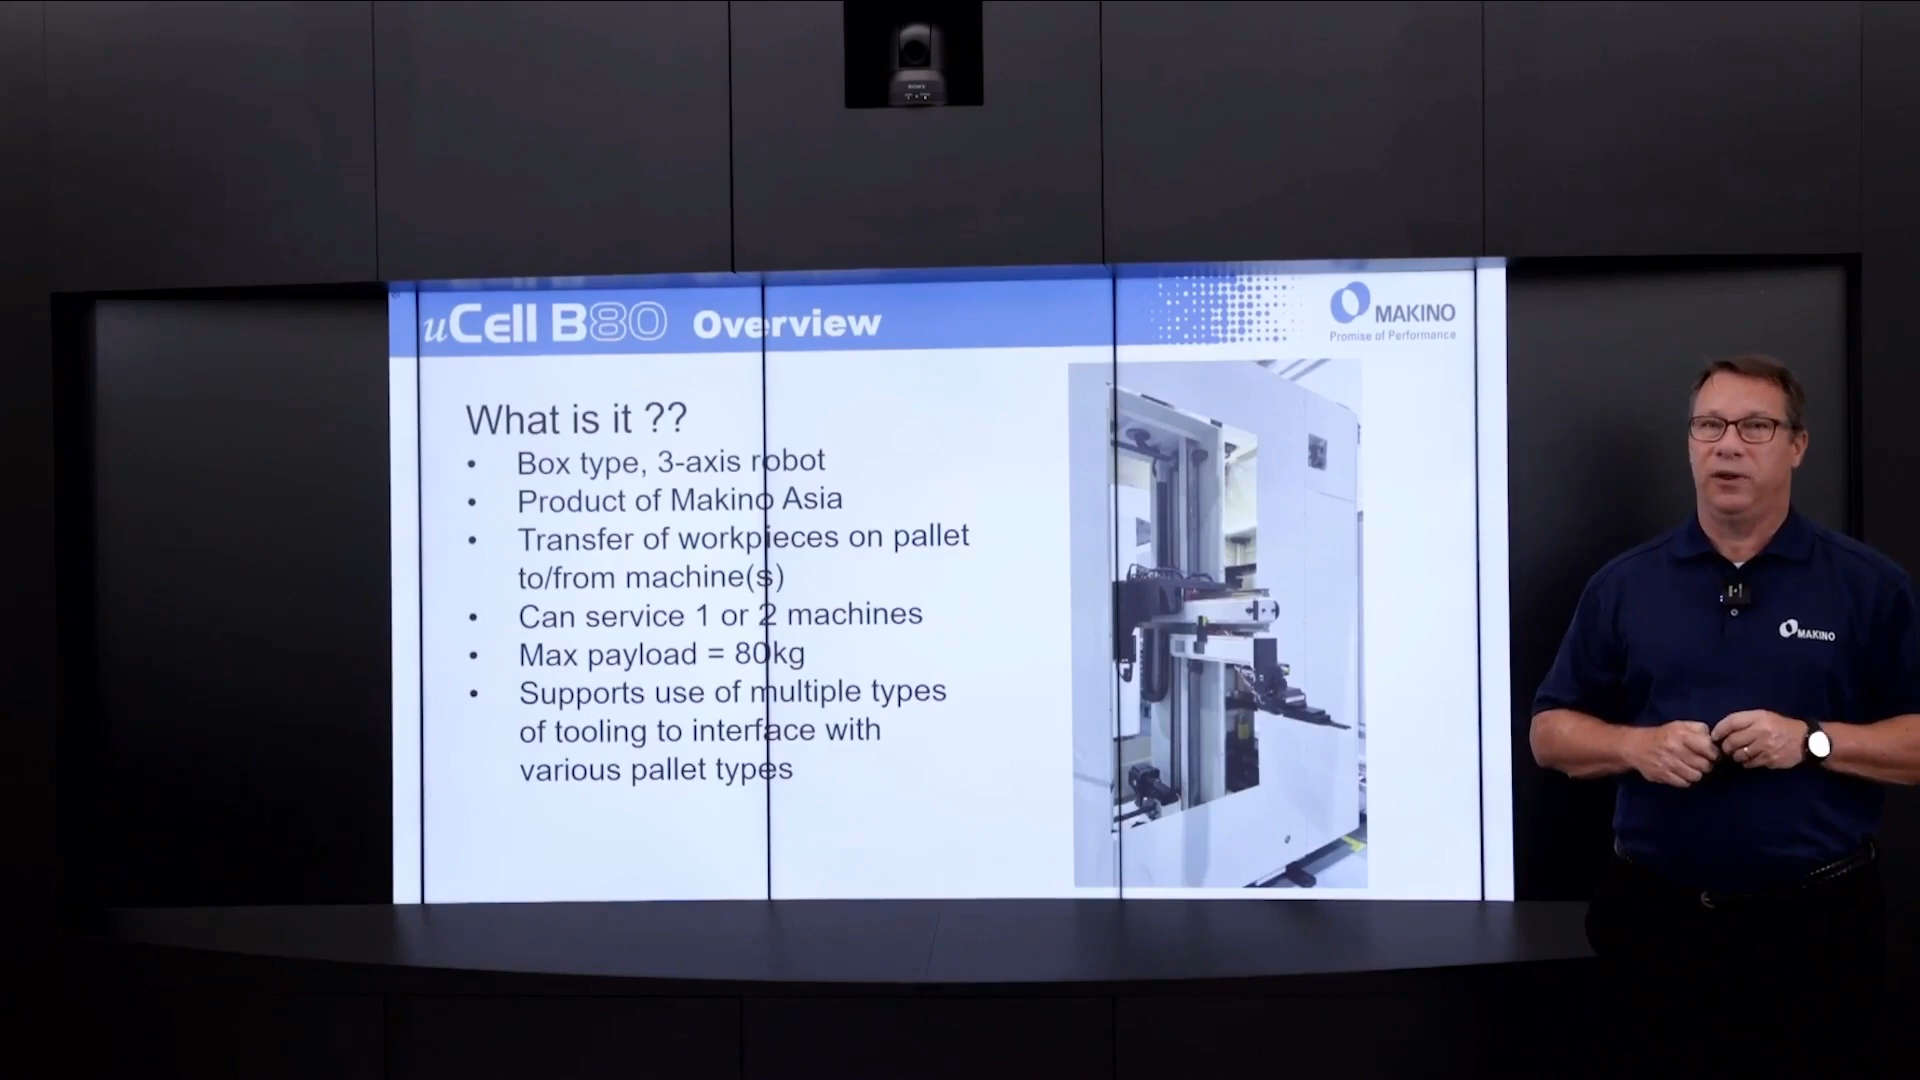 SONY
uCell B80 Overview
MAKINO
Promise of Performance
What is it ??
• Box type, 3-axis robot
• Product of Makino Asia
• Transfer of workpieces on pallet
to/from machine(s)
• Can service 1 or 2 machines
• Max payload = 80kg
• Supports use of multiple types
of tooling to interface with
various pallet types
MAKINO